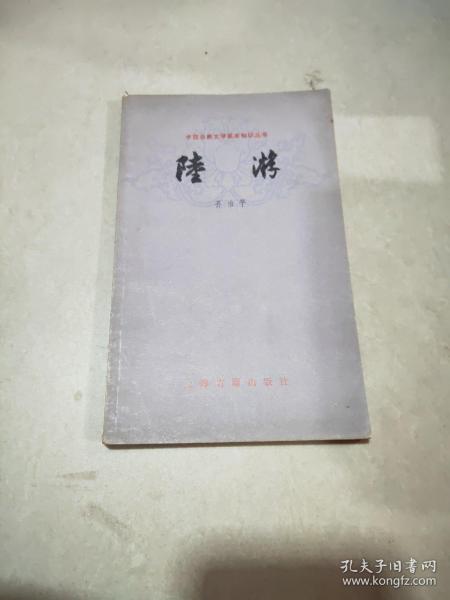 中国古典文学基本知识丛书
陸游
齐治平
上海古籍出版社
孔夫子旧书网
www.kongfz.com